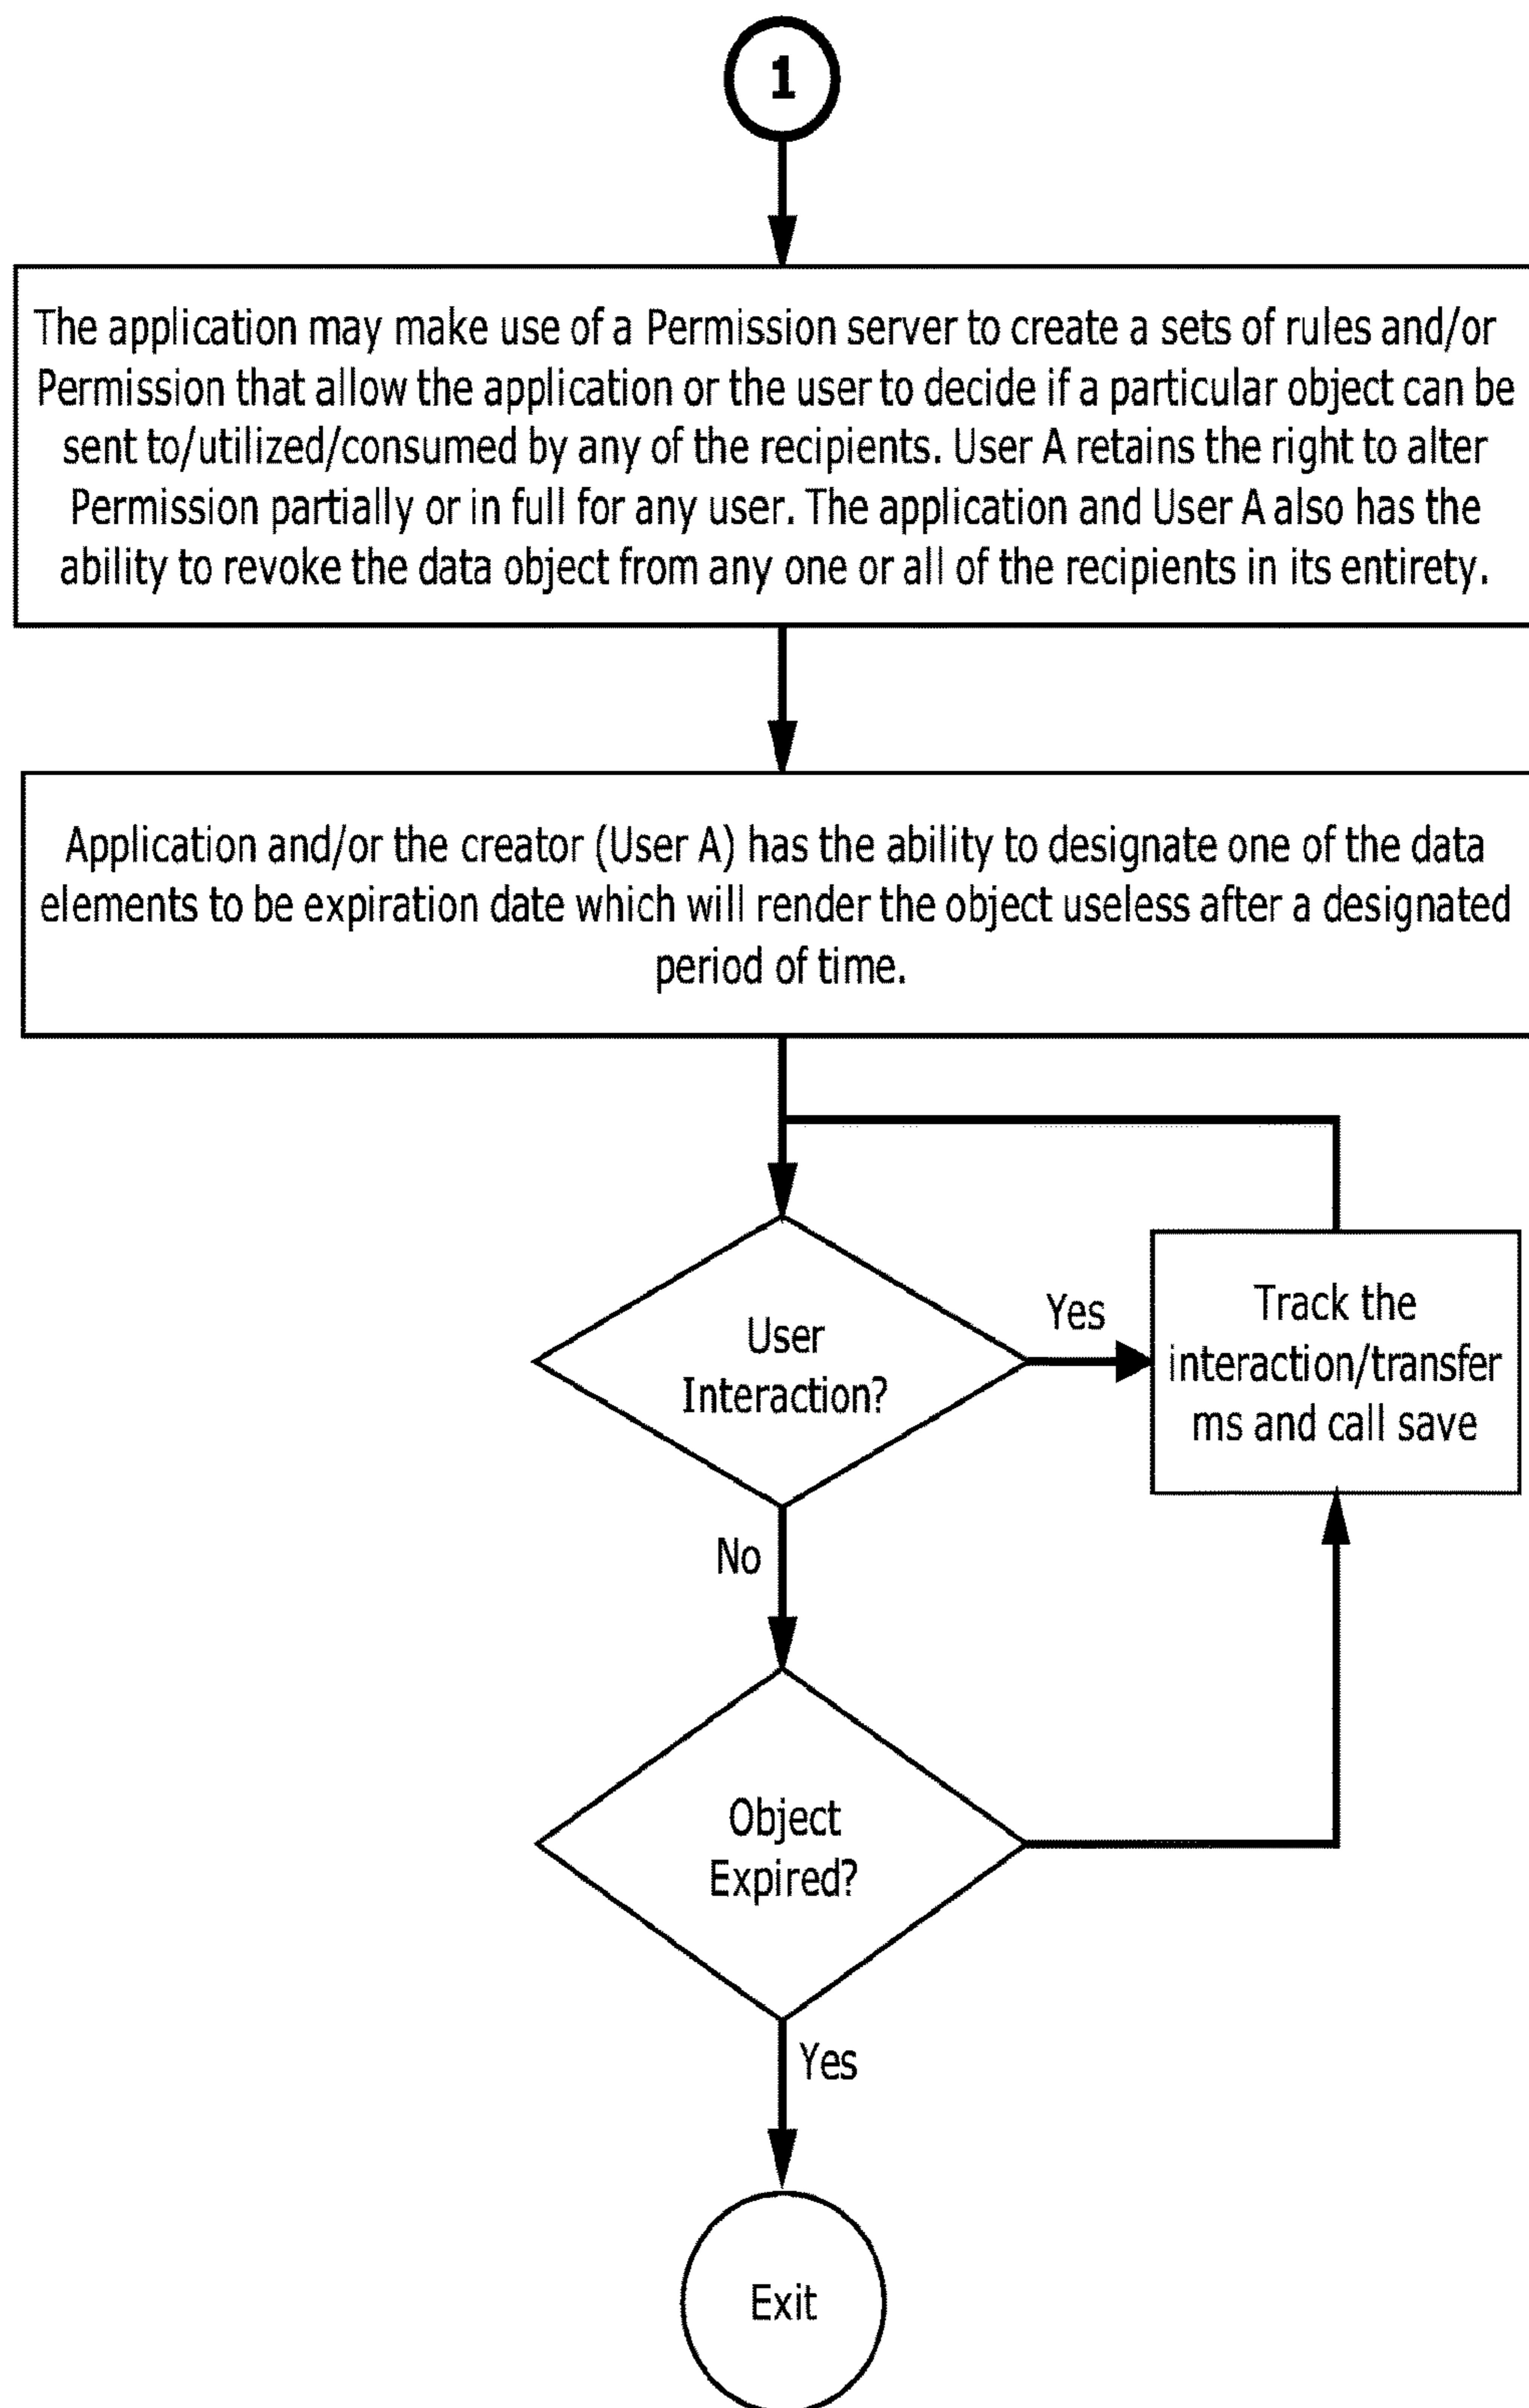 1
The application may make use of a Permission server to create a sets of rules and/or
Permission that allow the application or the user to decide if a particular object can be
sent to/utilized/consumed by any of the recipients. User A retains the right to alter
Permission partially or in full for any user. The application and User A also has the
ability to revoke the data object from any one or all of the recipients in its entirety.
Application and/or the creator (User A) has the ability to designate one of the data
elements to be expiration date which will render the object useless after a designated
period of time.
User
Interaction?
Yes
Track the
interaction/transfer
ms and call save
No
Object
Expired?
Yes
Exit